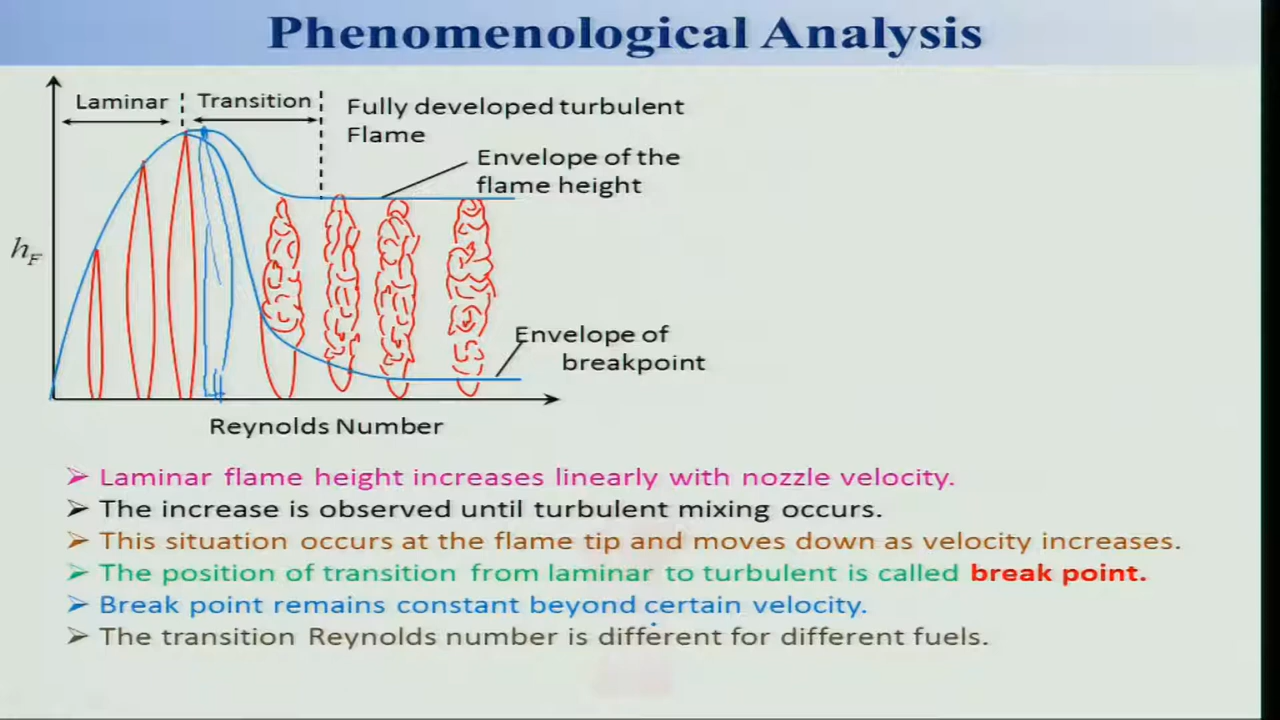 Phenomenological Analysis
Laminar
Transition
Fully developed turbulent
Flame
Envelope of the
flame height
h_F
Envelope of
breakpoint
Reynolds Number
➢ Laminar flame height increases linearly with nozzle velocity.
➢ The increase is observed until turbulent mixing occurs.
➢ This situation occurs at the flame tip and moves down as velocity increases.
➢ The position of transition from laminar to turbulent is called break point.
➢ Break point remains constant beyond certain velocity.
➢ The transition Reynolds number is different for different fuels.